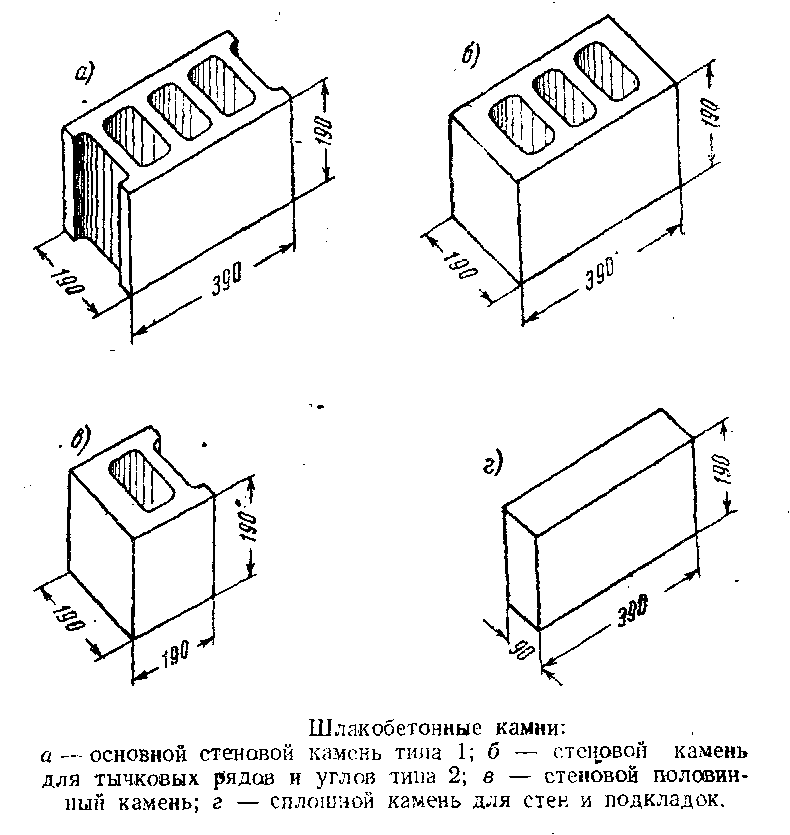 а)
190
190
390
б)
190
190
390
в)
190
190
190
г)
190
90
390
Шлакобетонные камни:
а — основной стеновой камень типа 1; б — стеновой камень
для тычковых рядов и углов типа 2; в — стеновой половин-
ный камень; г — сплошной камень для стен и подкладок.